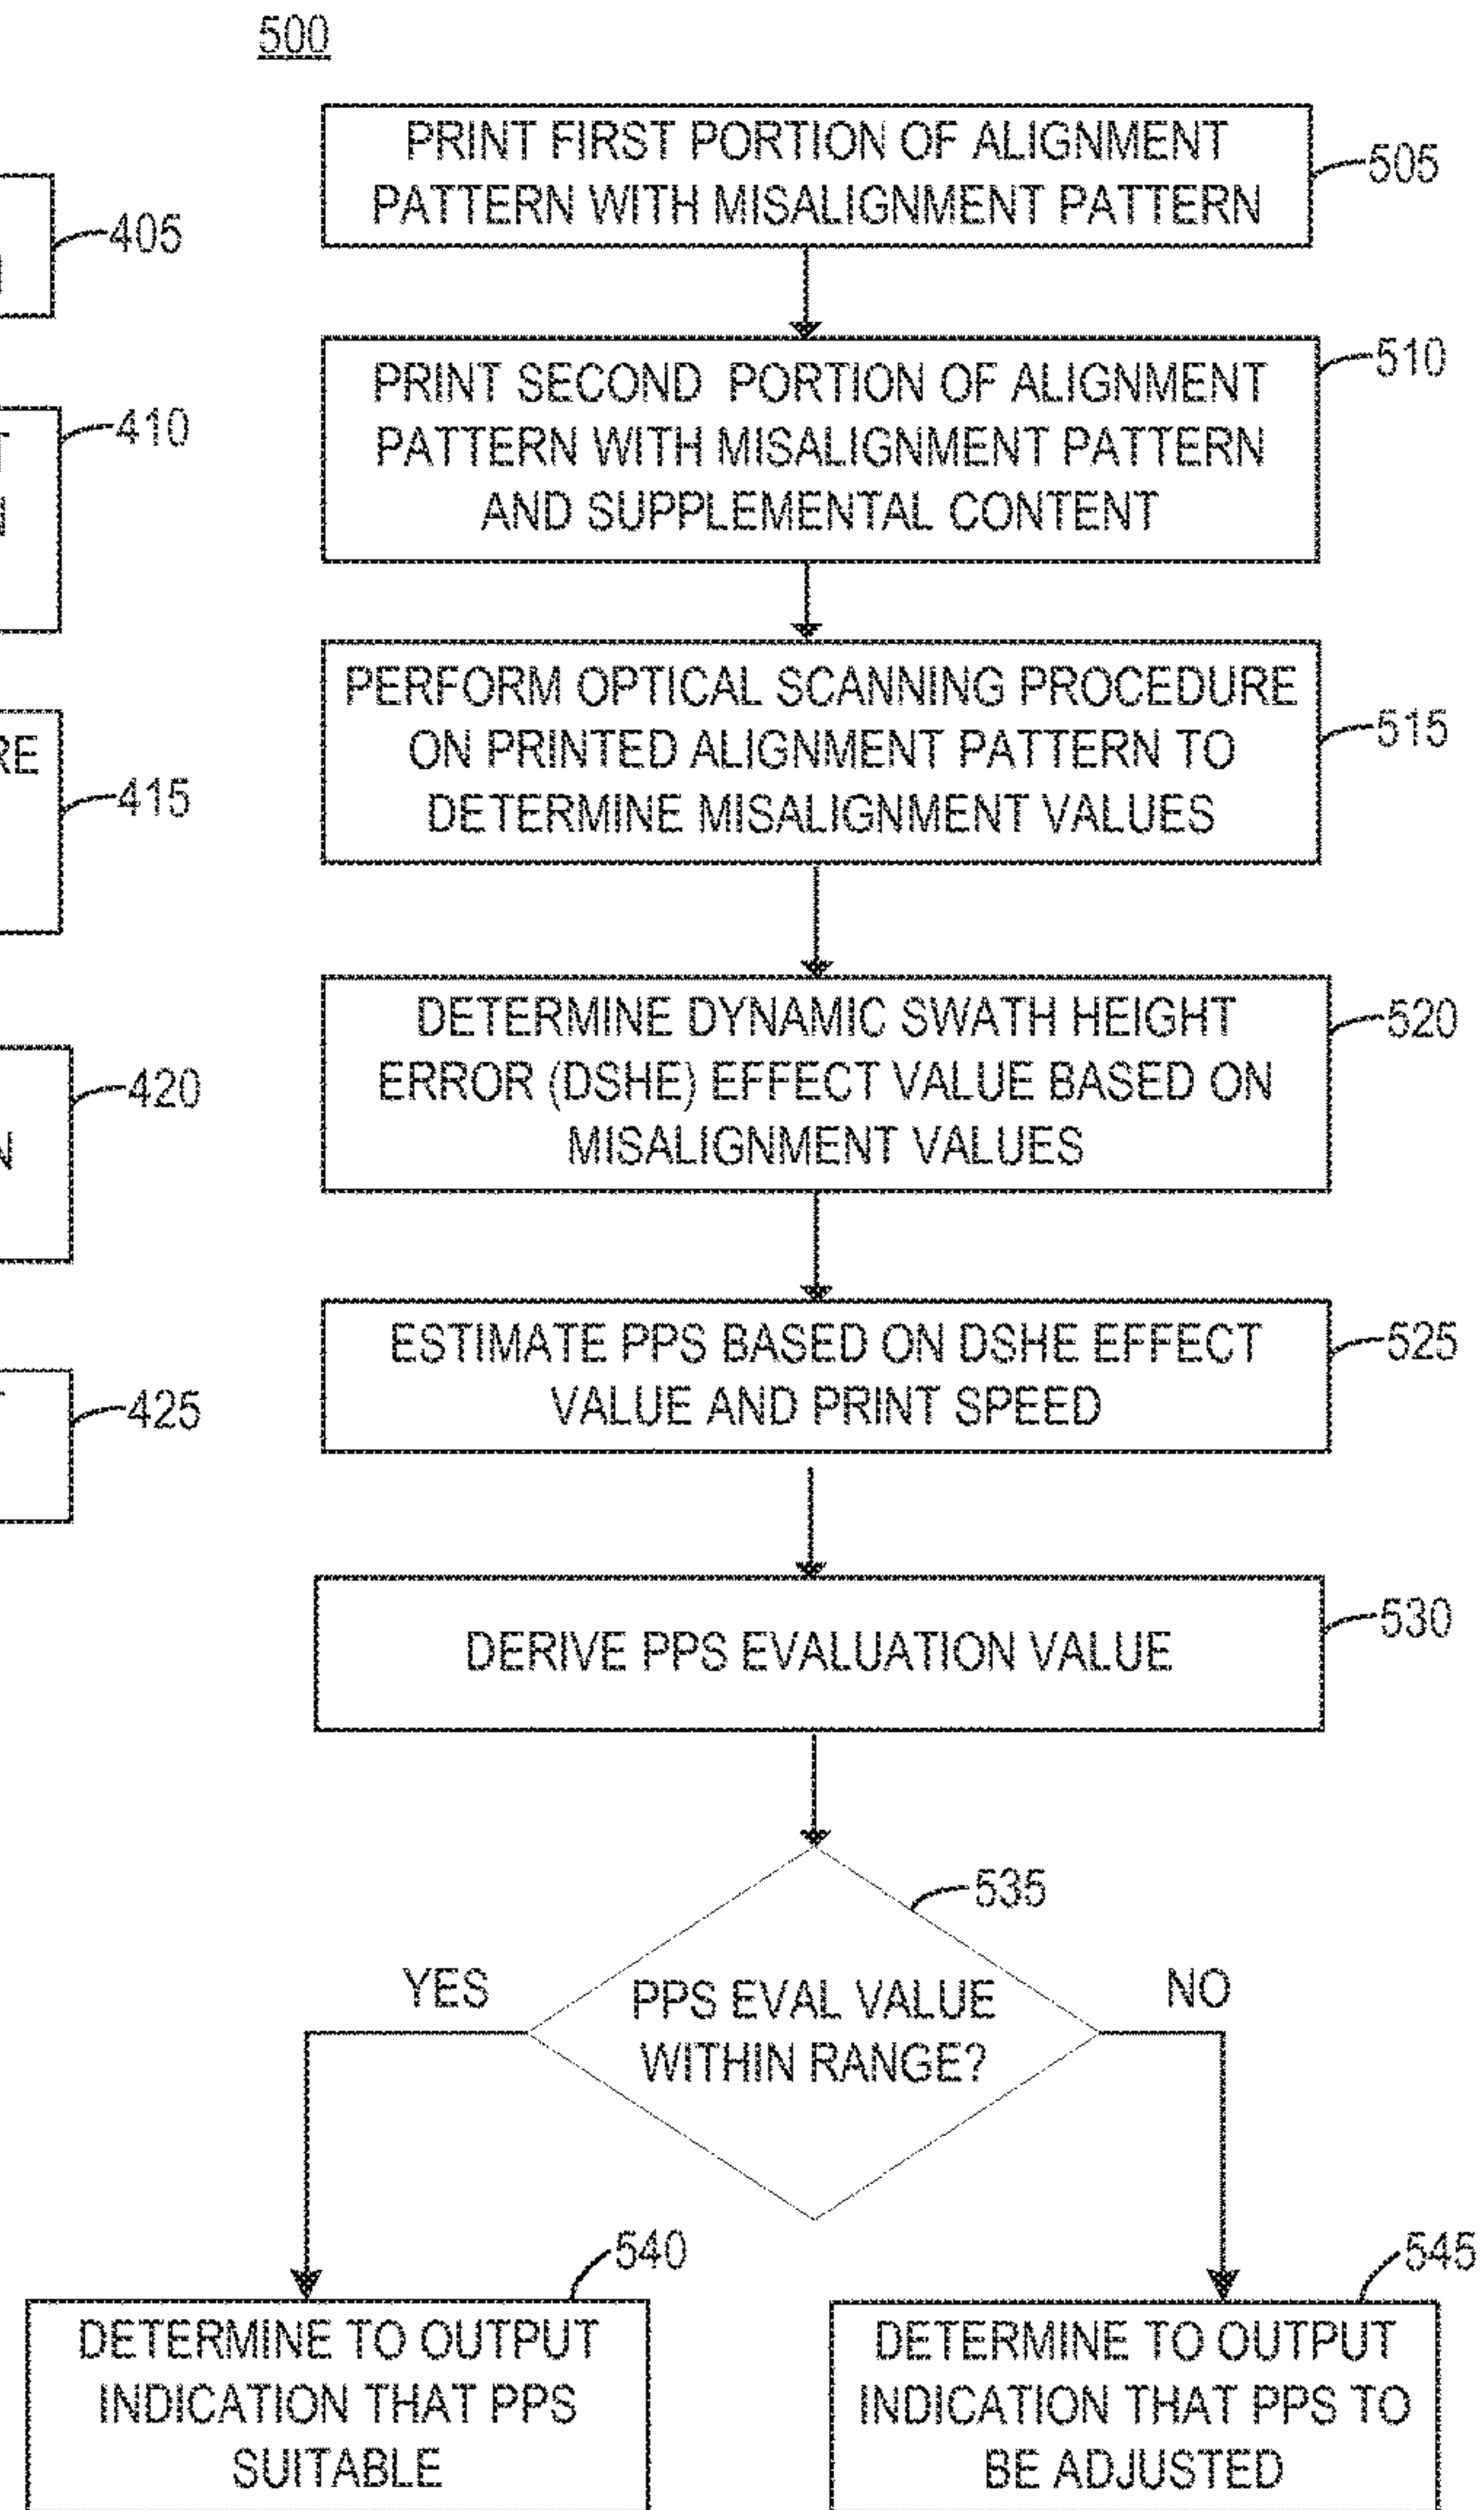 500
PRINT FIRST PORTION OF ALIGNMENT
PATTERN WITH MISALIGNMENT PATTERN
505
405
PRINT SECOND PORTION OF ALIGNMENT
PATTERN WITH MISALIGNMENT PATTERN
AND SUPPLEMENTAL CONTENT
510
410
PERFORM OPTICAL SCANNING PROCEDURE
ON PRINTED ALIGNMENT PATTERN TO
DETERMINE MISALIGNMENT VALUES
515
RE
415
DETERMINE DYNAMIC SWATH HEIGHT
ERROR (DSHE) EFFECT VALUE BASED ON
MISALIGNMENT VALUES
520
420
N
ESTIMATE PPS BASED ON DSHE EFFECT
VALUE AND PRINT SPEED
525
425
DERIVE PPS EVALUATION VALUE
530
535
YES
PPS EVAL VALUE
WITHIN RANGE?
NO
540
DETERMINE TO OUTPUT
INDICATION THAT PPS
SUITABLE
545
DETERMINE TO OUTPUT
INDICATION THAT PPS TO
BE ADJUSTED